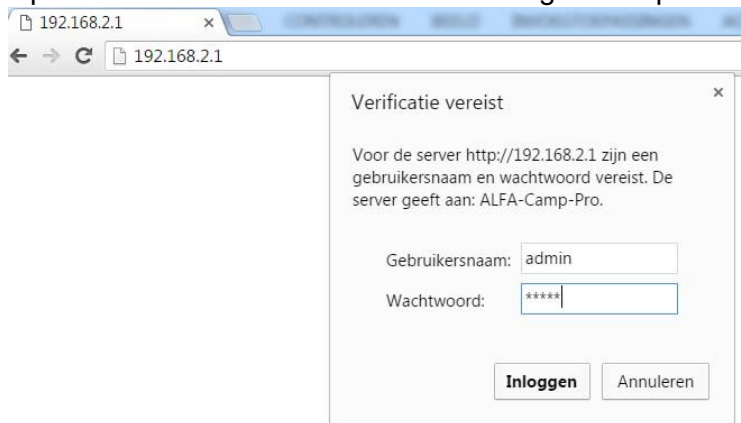 192.168.2.1
192.168.2.1
Verificatie vereist
Voor de server http://192.168.2.1 zijn een
gebruikersnaam en wachtwoord vereist. De
server geeft aan: ALFA-Camp-Pro.
Gebruikersnaam: admin
Wachtwoord: *****
Inloggen Annuleren